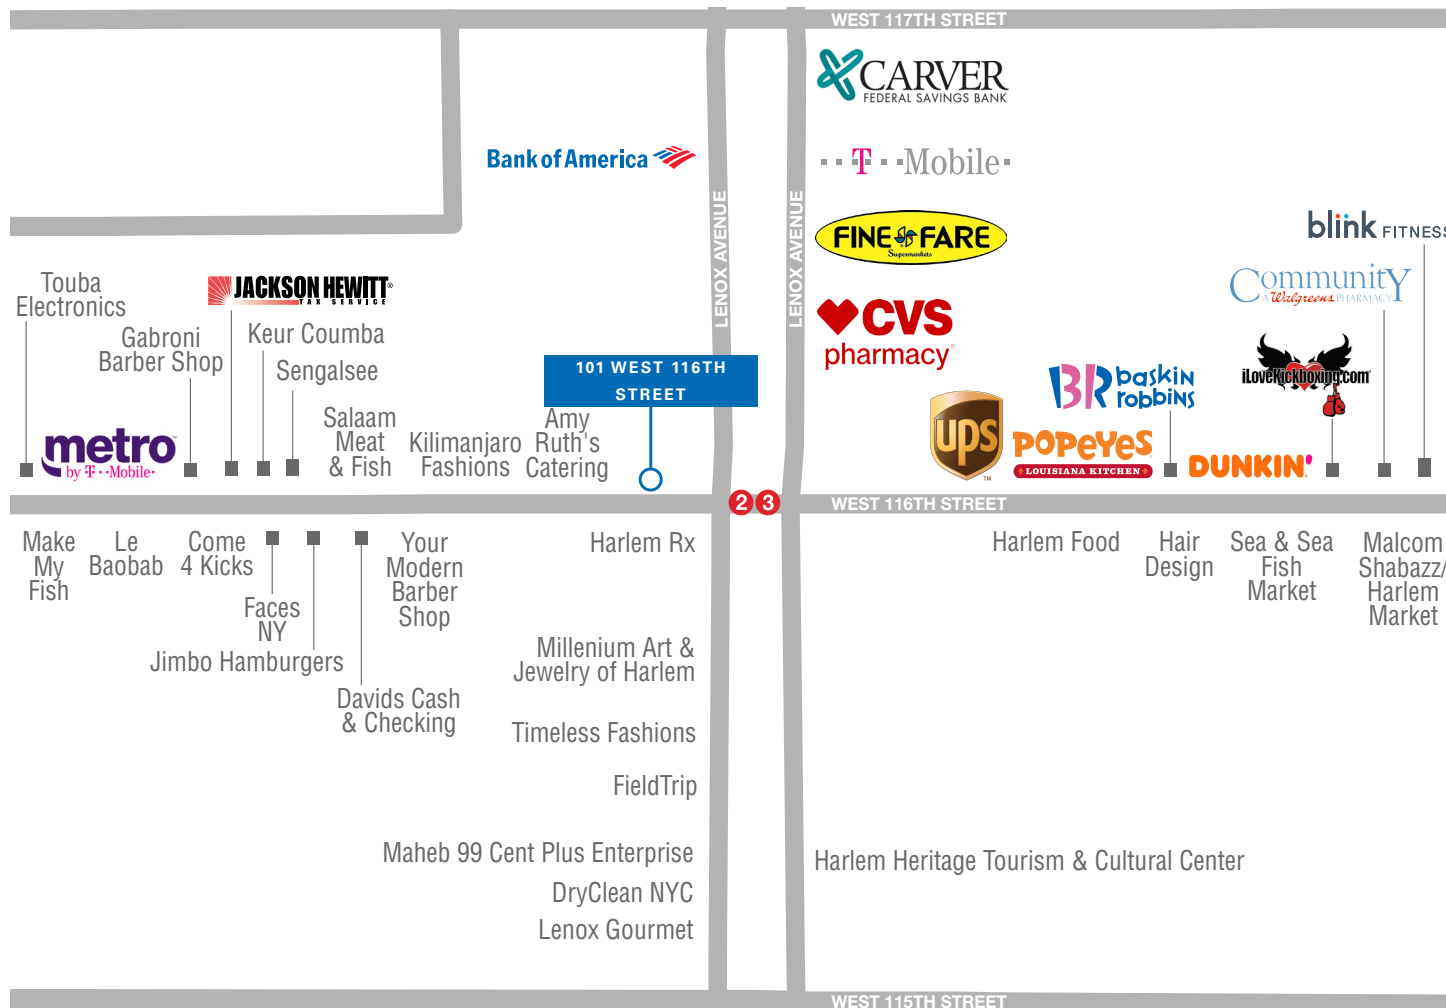 WEST 117TH STREET
CARVER
FEDERAL SAVINGS BANK
Bank of America
T Mobile
LENOX AVENUE
LENOX AVENUE
FINE FARE
Supermarkets
blink FITNESS
Community
A Walgreens PHARMACY
Touba
Electronics
JACKSON HEWITT®
TAX SERVICE
Gabroni
Barber Shop
Keur Coumba
Sengalsee
CVS
pharmacy
101 WEST 116TH
STREET
baskin
robbins
BR
iLoveKickboxing.com
ups
TM
POPEYES
LOUISIANA KITCHEN
DUNKIN'
metro
by T Mobile
Salaam
Meat
& Fish
Kilimanjaro
Fashions
Amy
Ruth's
Catering
2 3
WEST 116TH STREET
Make
My
Fish
Le
Baobab
Come
4 Kicks
Faces
NY
Jimbo Hamburgers
Davids Cash
& Checking
Your
Modern
Barber
Shop
Harlem Rx
Millenium Art &
Jewelry of Harlem
Timeless Fashions
FieldTrip
Maheb 99 Cent Plus Enterprise
DryClean NYC
Lenox Gourmet
Harlem Food
Hair
Design
Sea & Sea
Fish
Market
Malcom
Shabazz/
Harlem
Market
Harlem Heritage Tourism & Cultural Center
WEST 115TH STREET